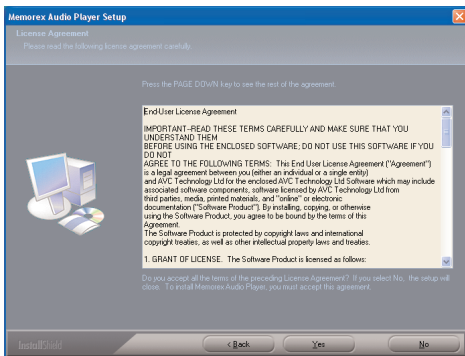 Memorex Audio Player Setup
License Agreement
Please read the following license agreement carefully.
Press the PAGE DOWN key to see the rest of the agreement.
End-User License Agreement
IMPORTANT-READ THESE TERMS CAREFULLY AND MAKE SURE THAT YOU
UNDERSTAND THEM
BEFORE USING THE ENCLOSED SOFTWARE; DO NOT USE THIS SOFTWARE IF YOU
DO NOT
AGREE TO THE FOLLOWING TERMS:  This End User License Agreement ("Agreement")
is a legal agreement between you (either an individual or a single entity)
and AVC Technology Ltd for the enclosed AVC Technology Ltd Software which may include
associated software components, software licensed by AVC Technology Ltd from
third parties, media, printed materials, and "online" or electronic
documentation ("Software Product"). By installing, copying, or otherwise
using the Software Product, you agree to be bound by the terms of this
Agreement.
The Software Product is protected by copyright laws and international
copyright treaties, as well as other intellectual property laws and treaties.
1. GRANT OF LICENSE.  The Software Product is licensed as follows:
Do you accept all the terms of the preceding License Agreement?  If you select No,  the setup will
close.  To install Memorex Audio Player, you must accept this agreement.
InstallShield
< Back
Yes
No